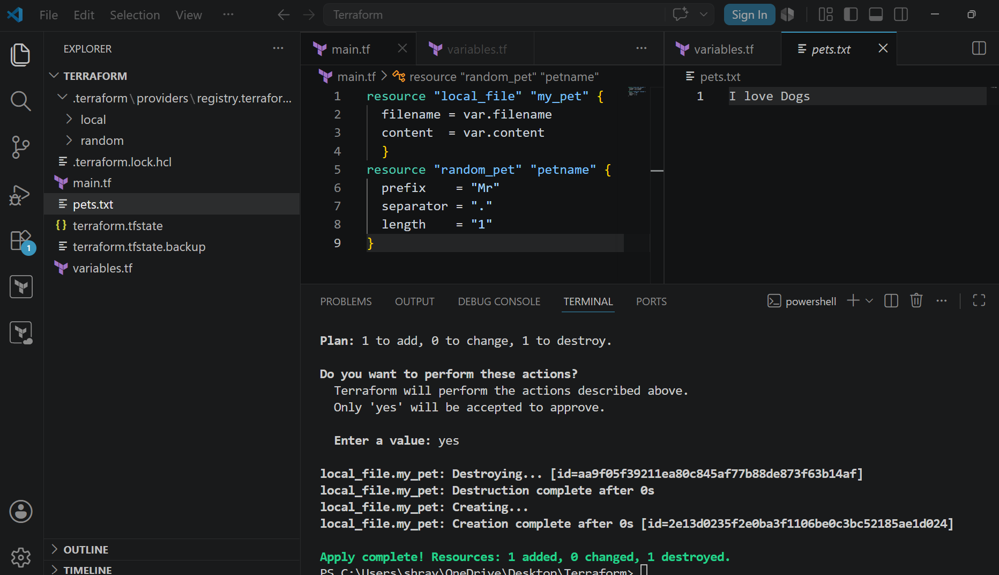 File Edit Selection View ··· Terraform Sign In
EXPLORER ···
TERRAFORM
.terraform\providers\registry.terrafor...
local
random
.terraform.lock.hcl
main.tf
pets.txt
{} terraform.tfstate
terraform.tfstate.backup
variables.tf
1
OUTLINE
TIMELINE
main.tf variables.tf ···
main.tf > resource "random_pet" "petname"
1 resource "local_file" "my_pet" {
2 filename = var.filename
3 content = var.content
4 }
5 resource "random_pet" "petname" {
6 prefix = "Mr"
7 separator = "."
8 length = "1"
9 }
variables.tf pets.txt
pets.txt
1 I love Dogs
PROBLEMS OUTPUT DEBUG CONSOLE TERMINAL PORTS powershell ···
Plan: 1 to add, 0 to change, 1 to destroy.
Do you want to perform these actions?
Terraform will perform the actions described above.
Only 'yes' will be accepted to approve.
Enter a value: yes
local_file.my_pet: Destroying... [id=aa9f05f39211ea80c845af77b88de873f63b14af]
local_file.my_pet: Destruction complete after 0s
local_file.my_pet: Creating...
local_file.my_pet: Creation complete after 0s [id=2e13d0235f2e0ba3f1106be0c3bc52185ae1d024]
Apply complete! Resources: 1 added, 0 changed, 1 destroyed.
PS C:\Users\shray\OneDrive\Desktop\Terraform>